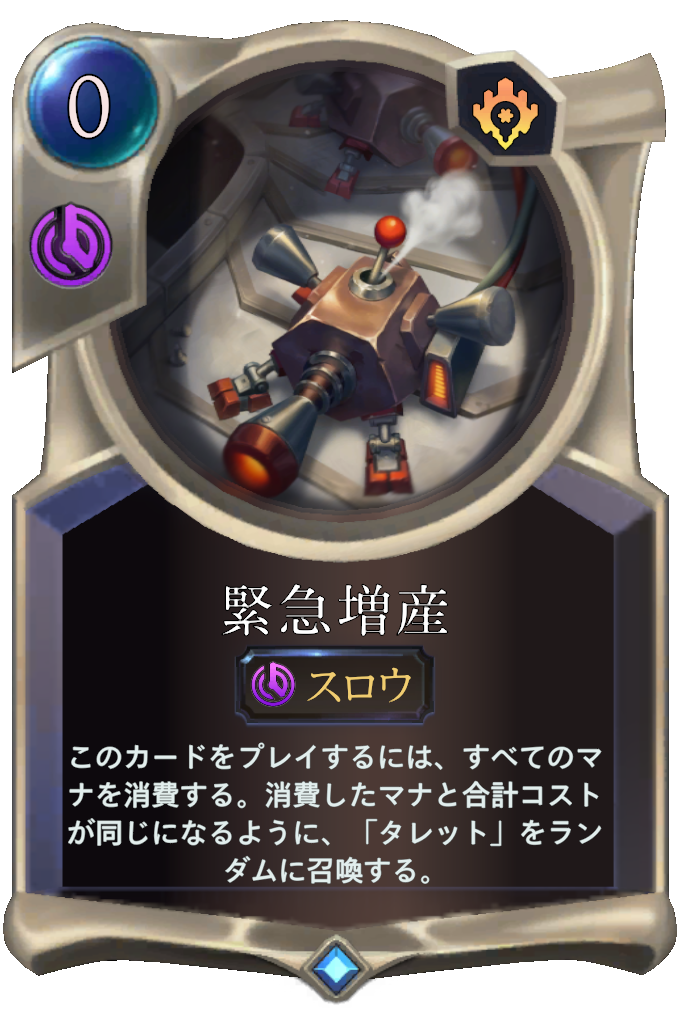 0
緊急増産
スロウ
このカードをプレイするには、すべてのマ
ナを消費する。消費したマナと合計コスト
が同じになるように、「タレット」をラン
ダムに召喚する。